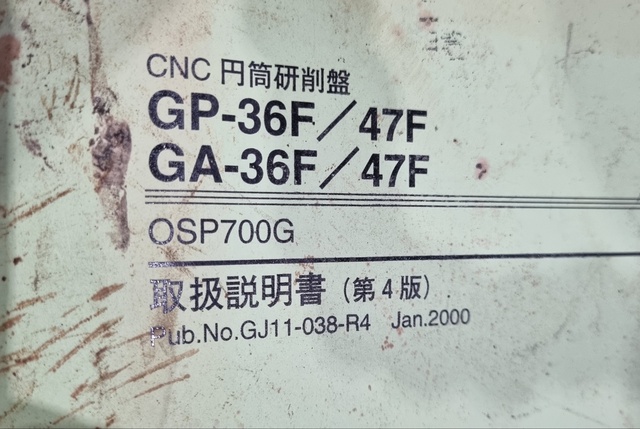 CNC 円筒研削盤
GP-36F／47F
GA-36F／47F
OSP700G
取扱説明書（第4版）
Pub.No.GJ11-038-R4 Jan.2000